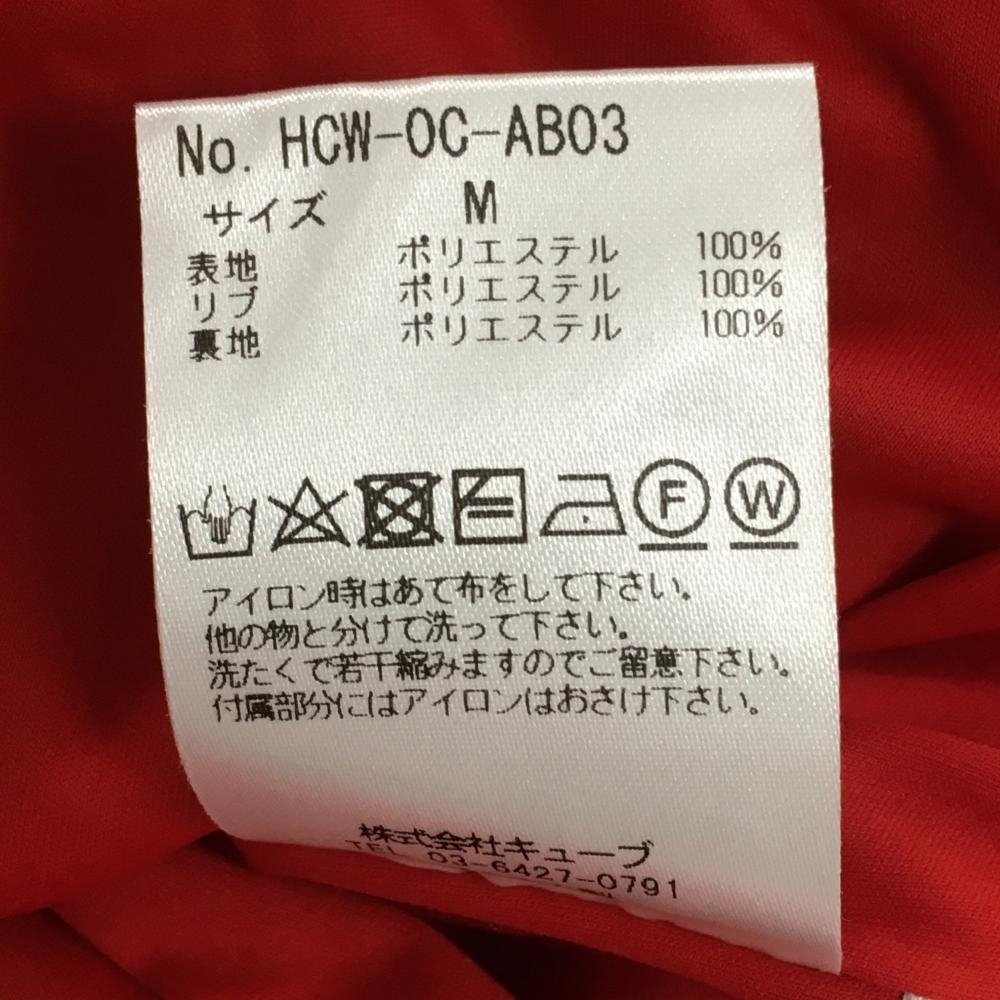 No. HCW-OC-AB03
サイズ M
表地 ポリエステル 100%
リブ ポリエステル 100%
裏地 ポリエステル 100%
F W
アイロン時はあて布をして下さい。
他の物と分けて洗って下さい。
洗たくで若干縮みますのでご留意下さい。
付属部分にはアイロンはおさけ下さい。
株式会社キューブ
TEL 03-6427-0791